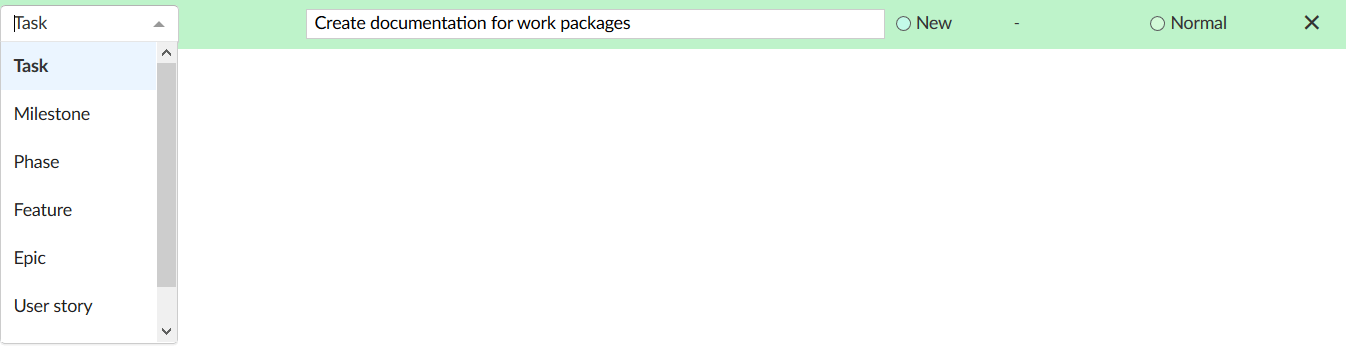 Task Create documentation for work packages New - Normal
Task
Milestone
Phase
Feature
Epic
User story